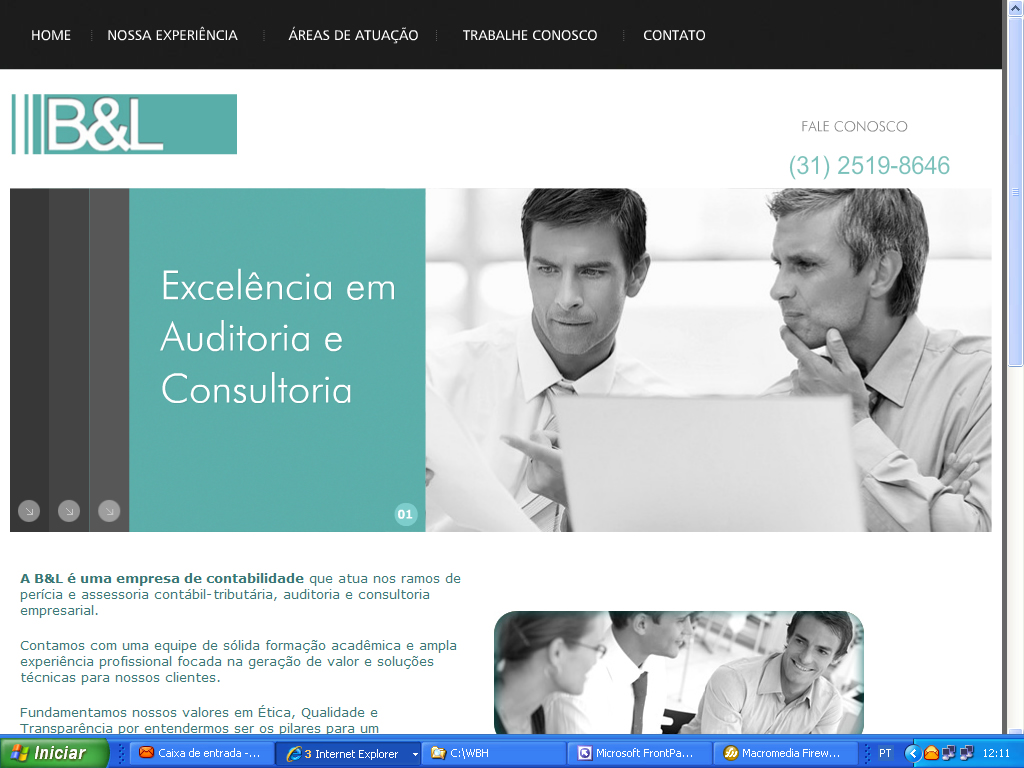 HOME NOSSA EXPERIÊNCIA ÁREAS DE ATUAÇÃO TRABALHE CONOSCO CONTATO
B&L
FALE CONOSCO
(31) 2519-8646
Excelência em
Auditoria e
Consultoria
01
A B&L é uma empresa de contabilidade que atua nos ramos de
perícia e assessoria contábil-tributária, auditoria e consultoria
empresarial.
Contamos com uma equipe de sólida formação acadêmica e ampla
experiência profissional focada na geração de valor e soluções
técnicas para nossos clientes.
Fundamentamos nossos valores em Ética, Qualidade e
Transparência por entendermos ser os pilares para um
Iniciar Caixa de entrada -... 3 Internet Explorer C:\WBH Microsoft FrontPa... Macromedia Firew... PT 12:11